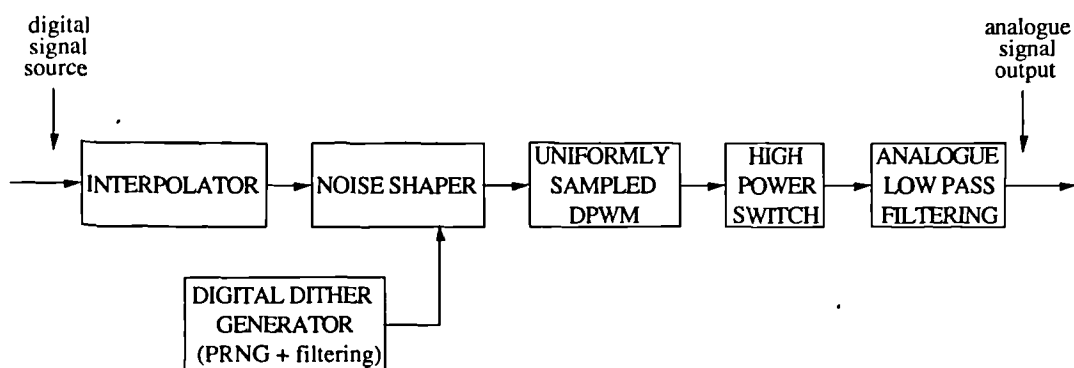 digital
signal
source
analogue
signal
output
INTERPOLATOR
NOISE SHAPER
UNIFORMLY
SAMPLED
DPWM
HIGH
POWER
SWITCH
ANALOGUE
LOW PASS
FILTERING
DIGITAL DITHER
GENERATOR
(PRNG + filtering)